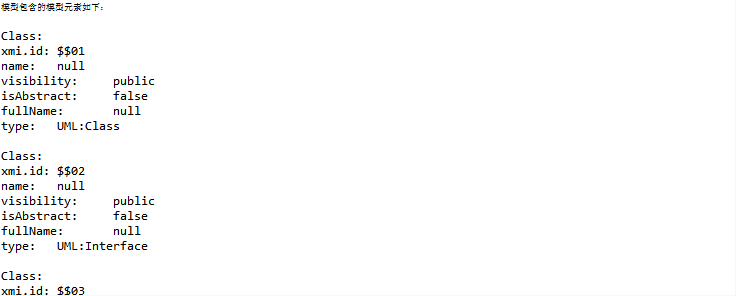 模型包含的模型元素如下：
Class:
xmi.id: $$01
name: null
visibility: public
isAbstract: false
fullName: null
type: UML:Class
Class:
xmi.id: $$02
name: null
visibility: public
isAbstract: false
fullName: null
type: UML:Interface
Class:
xmi.id: $$03